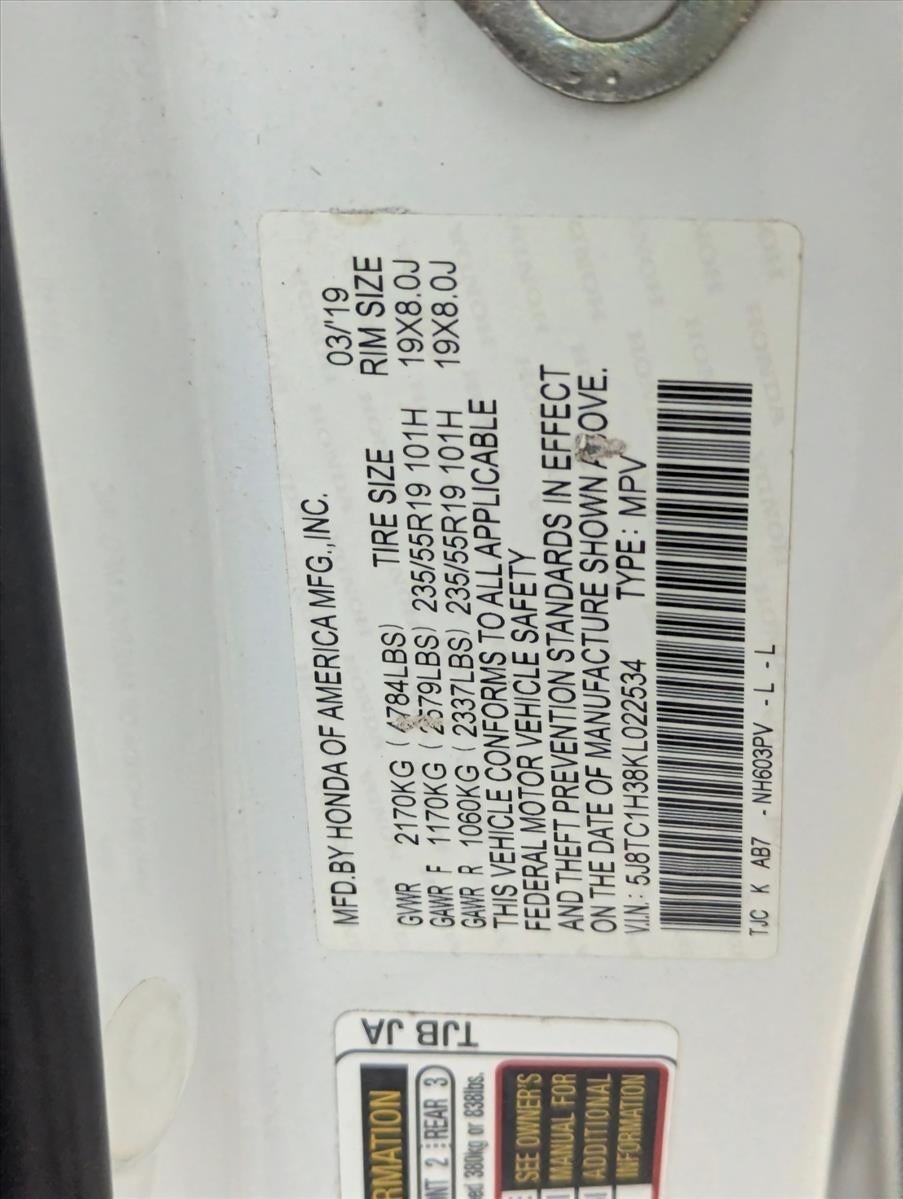 MFD.BY HONDA OF AMERICA MFG.,INC. 03/'19
TIRE SIZE RIM SIZE
GVWR 2170KG (4784LBS)
GAWR F 1170KG (2579LBS) 235/55R19 101H 19X8.0J
GAWR R 1060KG (2337LBS) 235/55R19 101H 19X8.0J
THIS VEHICLE CONFORMS TO ALL APPLICABLE
FEDERAL MOTOR VEHICLE SAFETY
AND THEFT PREVENTION STANDARDS IN EFFECT
ON THE DATE OF MANUFACTURE SHOWN ABOVE.
V.I.N.: 5J8TC1H38KL022534 TYPE: MPV
TJC K AB7 -NH603PV -L-L
TJB JA
REAR 3
380kg or 838lbs.
SEE OWNER'S
MANUAL FOR
ADDITIONAL
INFORMATION